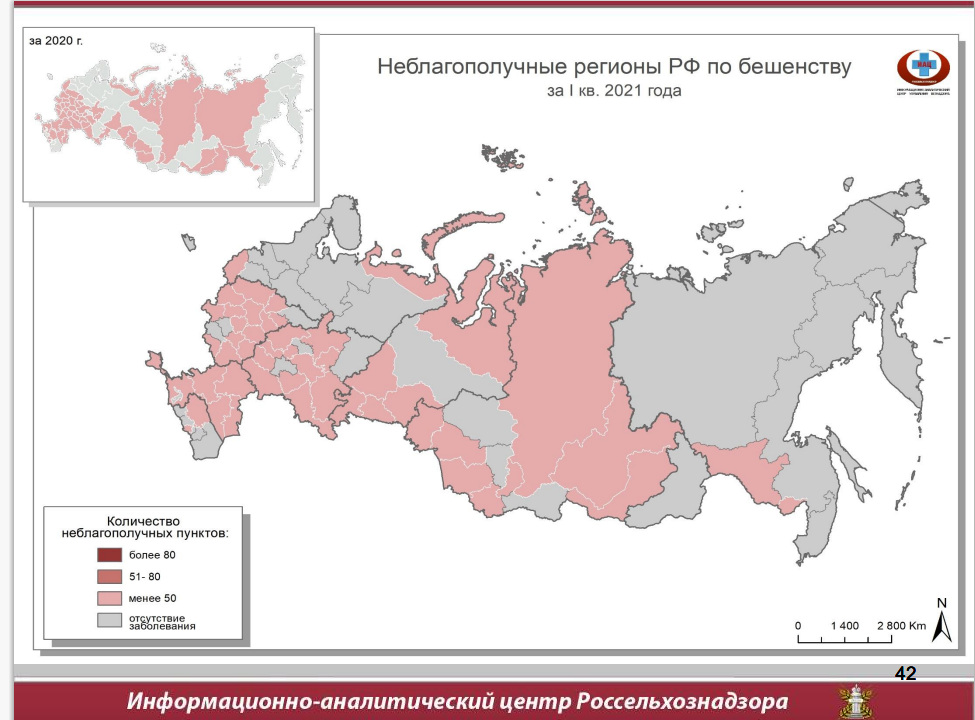 за 2020 г.
Неблагополучные регионы РФ по бешенству
за I кв. 2021 года
ИАЦ
Количество
неблагополучных пунктов:
более 80
51- 80
менее 50
отсутствие
заболевания
N
0 1 400 2 800 Km
42
Информационно-аналитический центр Россельхознадзора